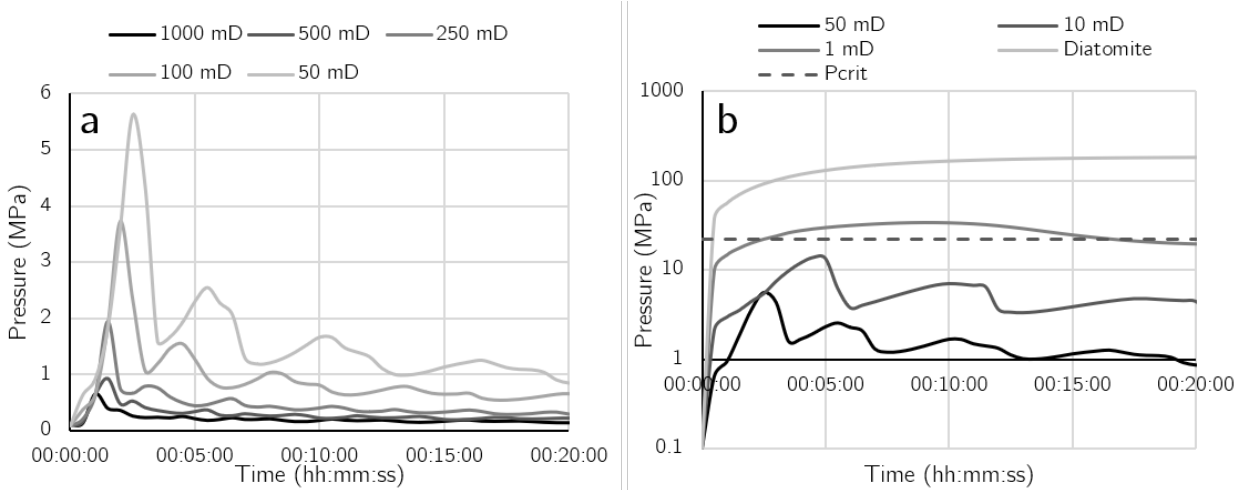 1000 mD 500 mD 250 mD
100 mD 50 mD
a
6
5
4
3
2
1
0
Pressure (MPa)
00:00:00 00:05:00 00:10:00 00:15:00 00:20:00
Time (hh:mm:ss)
50 mD 10 mD
1 mD Diatomite
Pcrit
b
1000
100
10
1
0.1
Pressure (MPa)
00:00:00 00:05:00 00:10:00 00:15:00 00:20:00
Time (hh:mm:ss)